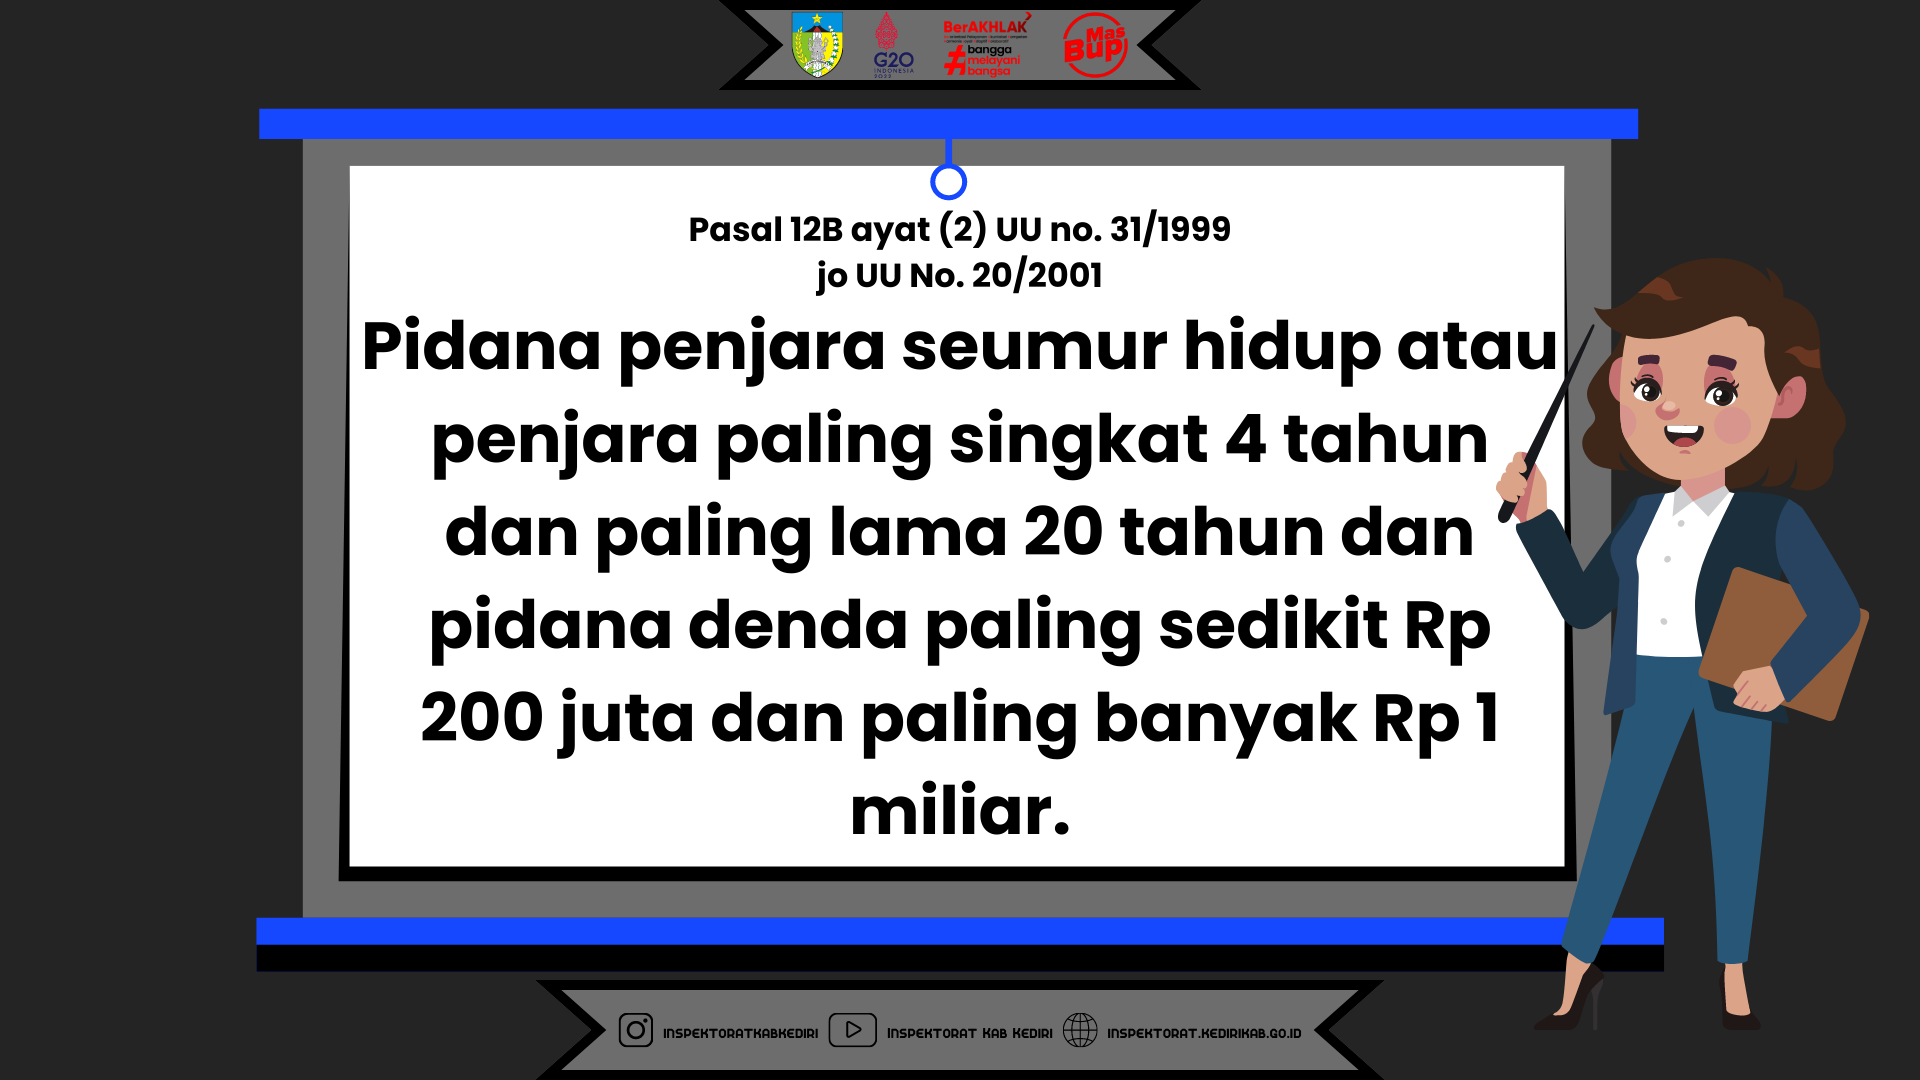 G20
INDONESIA
2022
BerAKHLAK
#bangga
melayani
bangsa
Mas
Bup
Pasal 12B ayat (2) UU no. 31/1999
jo UU No. 20/2001
Pidana penjara seumur hidup atau
penjara paling singkat 4 tahun
dan paling lama 20 tahun dan
pidana denda paling sedikit Rp
200 juta dan paling banyak Rp 1
miliar.
INSPEKTORATKABKEDIRI
INSPEKTORAT KAB KEDIRI
INSPEKTORAT.KEDIRIKAB.GO.ID